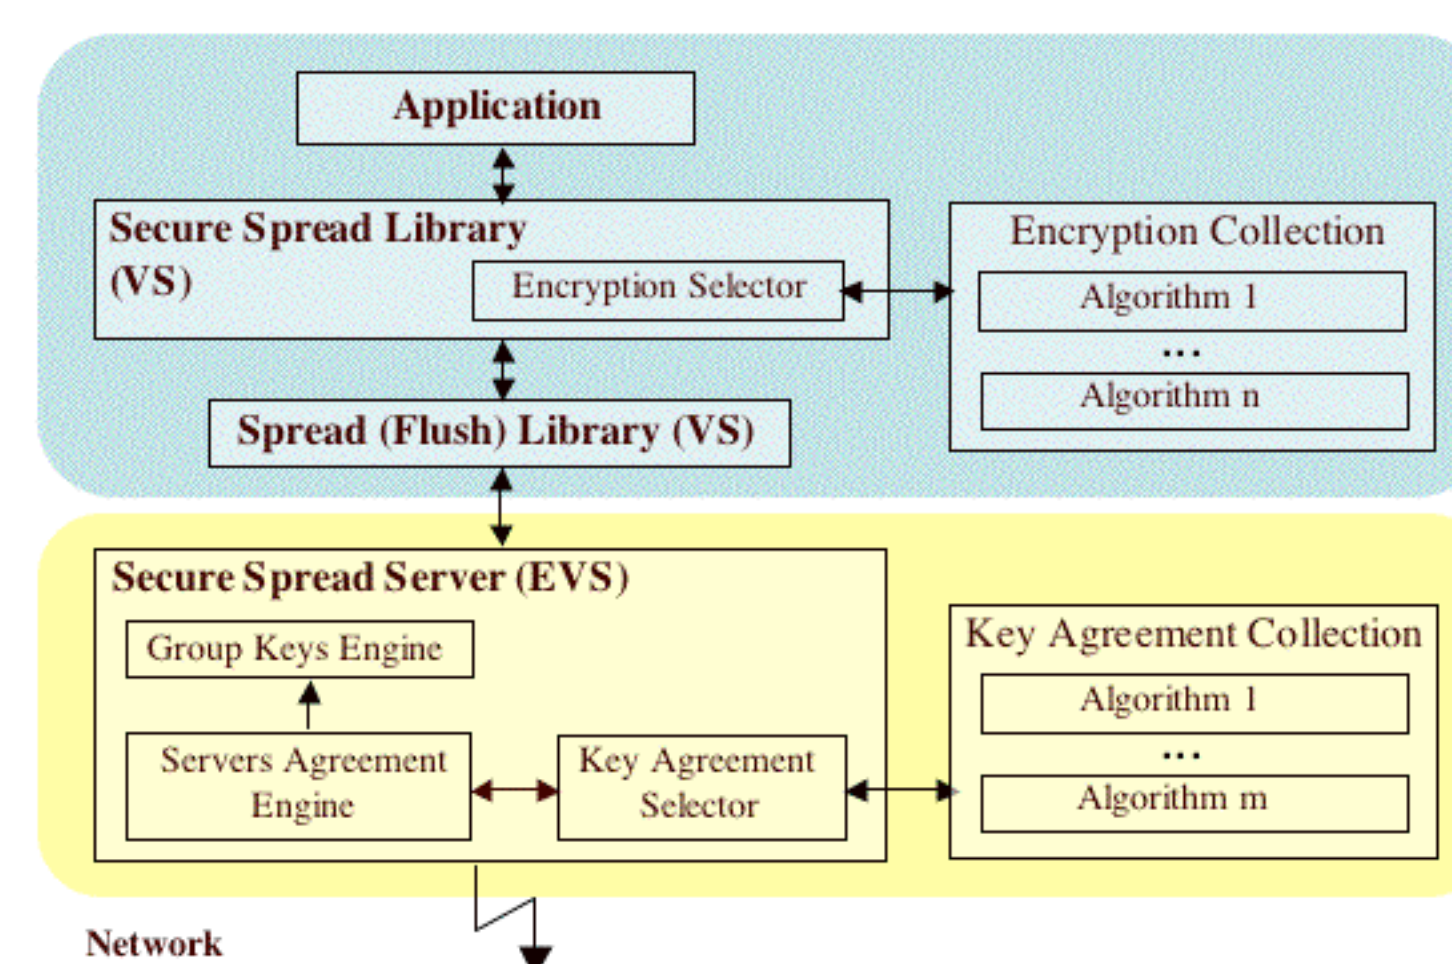 Application
Secure Spread Library
(VS)
Encryption Selector
Encryption Collection
Algorithm 1
...
Algorithm n
Spread (Flush) Library (VS)
Secure Spread Server (EVS)
Group Keys Engine
Servers Agreement
Engine
Key Agreement
Selector
Key Agreement Collection
Algorithm 1
...
Algorithm m
Network